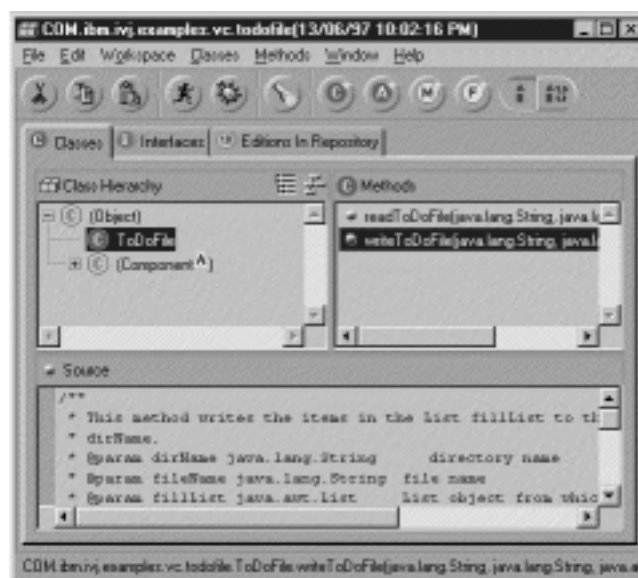 COM.ibm.ivj.examples.vc.todofile(13/06/97 10:02:16 PM)
File Edit Workspace Classes Methods Window Help
Classes Interfaces Editions In Repository
Class Hierarchy Methods
(Object) readToDoFile(java.lang.String, java.l
ToDoFile writeToDoFile(java.lang.String, java.l
(Component A)
Source
/**
* This method writes the items in the List fillList to th
* dirName.
* @param dirName java.lang.String directory name
* @param fileName java.lang.String file name
* @param fillList java.awt.List List object from whic
COM.ibm.ivj.examples.vc.todofile.ToDoFile.writeToDoFile(java.lang.String, java.lang.String, java.a